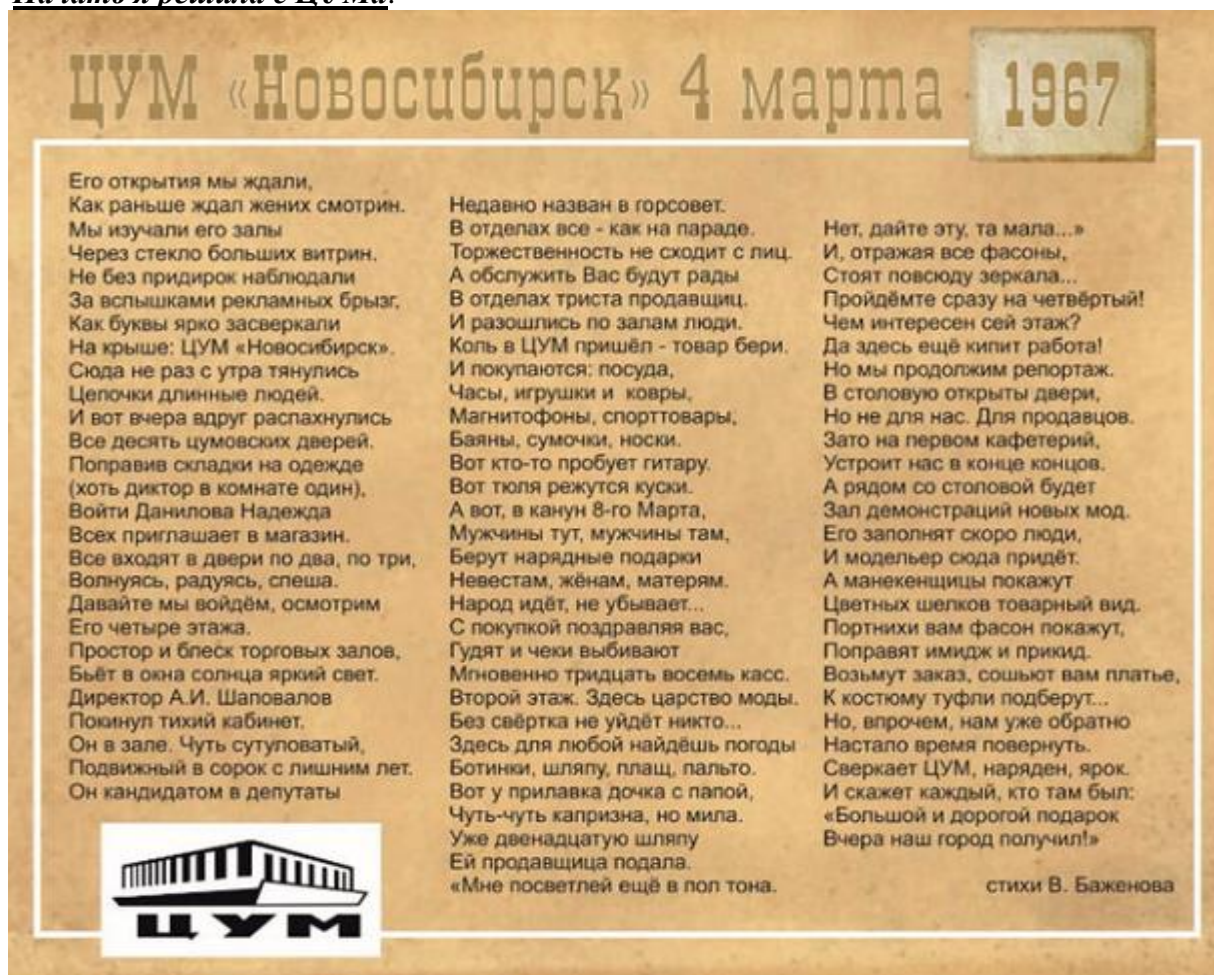 Начать я решила с ЦУМа!
ЦУМ «Новосибирск» 4 марта 1967
Его открытия мы ждали,
Как раньше ждал жених смотрин.
Мы изучали его залы
Через стекло больших витрин.
Не без придирок наблюдали
За вспышками рекламных брызг,
Как буквы ярко засверкали
На крыше: ЦУМ «Новосибирск».
Сюда не раз с утра тянулись
Цепочки длинные людей.
И вот вчера вдруг распахнулись
Все десять цумовских дверей.
Поправив складки на одежде
(хоть диктор в комнате один),
Войти Данилова Надежда
Всех приглашает в магазин.
Все входят в двери по два, по три,
Волнуясь, радуясь, спеша.
Давайте мы войдём, осмотрим
Его четыре этажа.
Простор и блеск торговых залов,
Бьёт в окна солнца яркий свет.
Директор А.И. Шаповалов
Покинул тихий кабинет.
Он в зале. Чуть сутуловатый,
Подвижный в сорок с лишним лет.
Он кандидатом в депутаты
Недавно назван в горсовет.
В отделах все - как на параде.
Торжественность не сходит с лиц.
А обслужить Вас будут рады
В отделах триста продавщиц.
И разошлись по залам люди.
Коль в ЦУМ пришёл - товар бери.
И покупаются: посуда,
Часы, игрушки и ковры,
Магнитофоны, спорттовары,
Баяны, сумочки, носки.
Вот кто-то пробует гитару.
Вот тюля режутся куски.
А вот, в канун 8-го Марта,
Мужчины тут, мужчины там,
Берут нарядные подарки
Невестам, жёнам, матерям.
Народ идёт, не убывает...
С покупкой поздравляя вас,
Гудят и чеки выбивают
Мгновенно тридцать восемь касс.
Второй этаж. Здесь царство моды.
Без свёртка не уйдёт никто...
Здесь для любой найдёшь погоды
Ботинки, шляпу, плащ, пальто.
Вот у прилавка дочка с папой,
Чуть-чуть капризна, но мила.
Уже двенадцатую шляпу
Ей продавщица подала.
«Мне посветлей ещё в пол тона.
Нет, дайте эту, та мала...»
И, отражая все фасоны,
Стоят повсюду зеркала...
Пройдёмте сразу на четвёртый!
Чем интересен сей этаж?
Да здесь ещё кипит работа!
Но мы продолжим репортаж.
В столовую открыты двери,
Но не для нас. Для продавцов.
Зато на первом кафетерий,
Устроит нас в конце концов.
А рядом со столовой будет
Зал демонстраций новых мод.
Его заполнят скоро люди,
И модельер сюда придёт.
А манекенщицы покажут
Цветных шелков товарный вид.
Портнихи вам фасон покажут,
Поправят имидж и прикид.
Возьмут заказ, сошьют вам платье,
К костюму туфли подберут...
Но, впрочем, нам уже обратно
Настало время повернуть.
Сверкает ЦУМ, наряден, ярок.
И скажет каждый, кто там был:
«Большой и дорогой подарок
Вчера наш город получил!»
стихи В. Баженова
ЦУМ